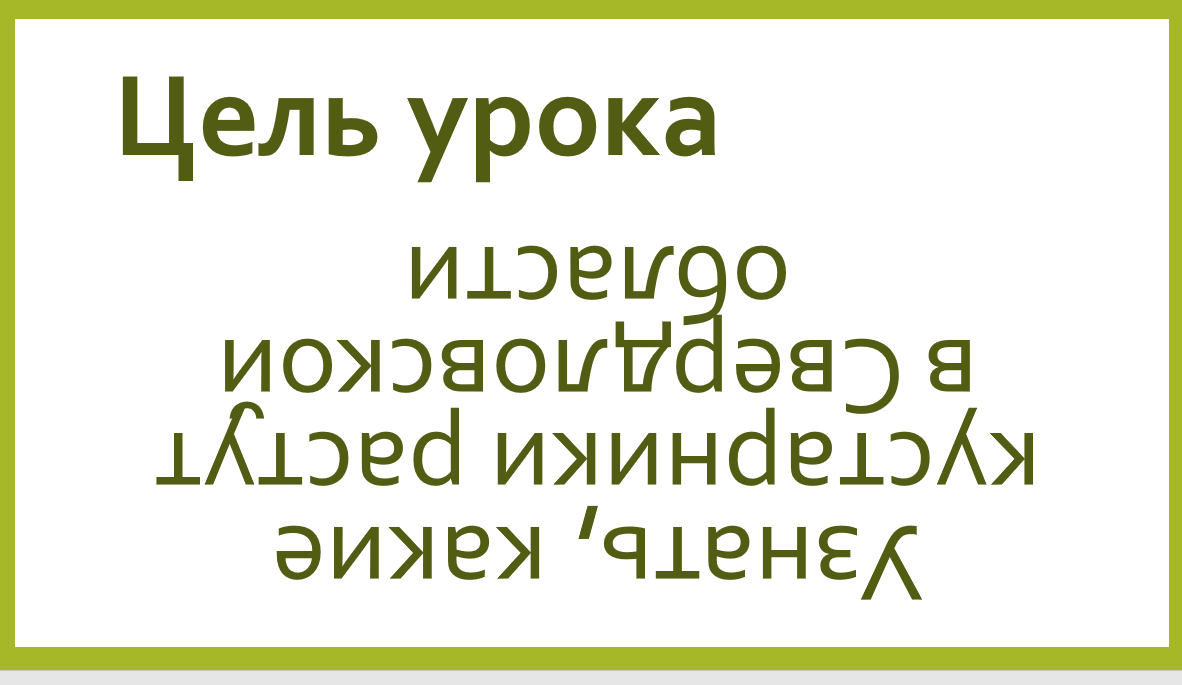 Цель урока
Узнать, какие
кустарники растут
в Свердловской
области